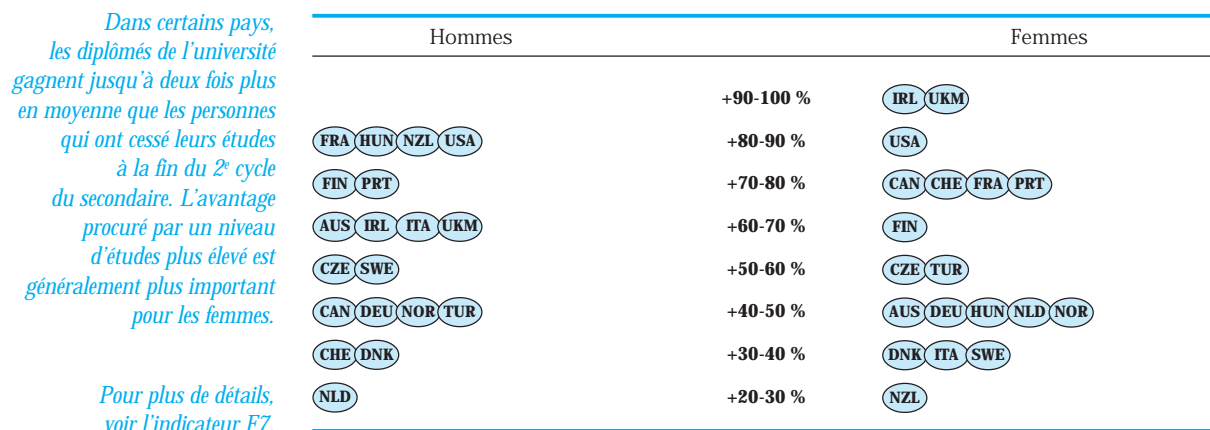 Dans certains pays,
les diplômés de l'université
gagnent jusqu'à deux fois plus
en moyenne que les personnes
qui ont cessé leurs études
à la fin du 2e cycle
du secondaire. L'avantage
procuré par un niveau
d'études plus élevé est
généralement plus important
pour les femmes.
Pour plus de détails,
voir l'indicateur F7.
Hommes Femmes
+90-100 % IRL UKM
FRA HUN NZL USA +80-90 % USA
FIN PRT +70-80 % CAN CHE FRA PRT
AUS IRL ITA UKM +60-70 % FIN
CZE SWE +50-60 % CZE TUR
CAN DEU NOR TUR +40-50 % AUS DEU HUN NLD NOR
CHE DNK +30-40 % DNK ITA SWE
NLD +20-30 % NZL